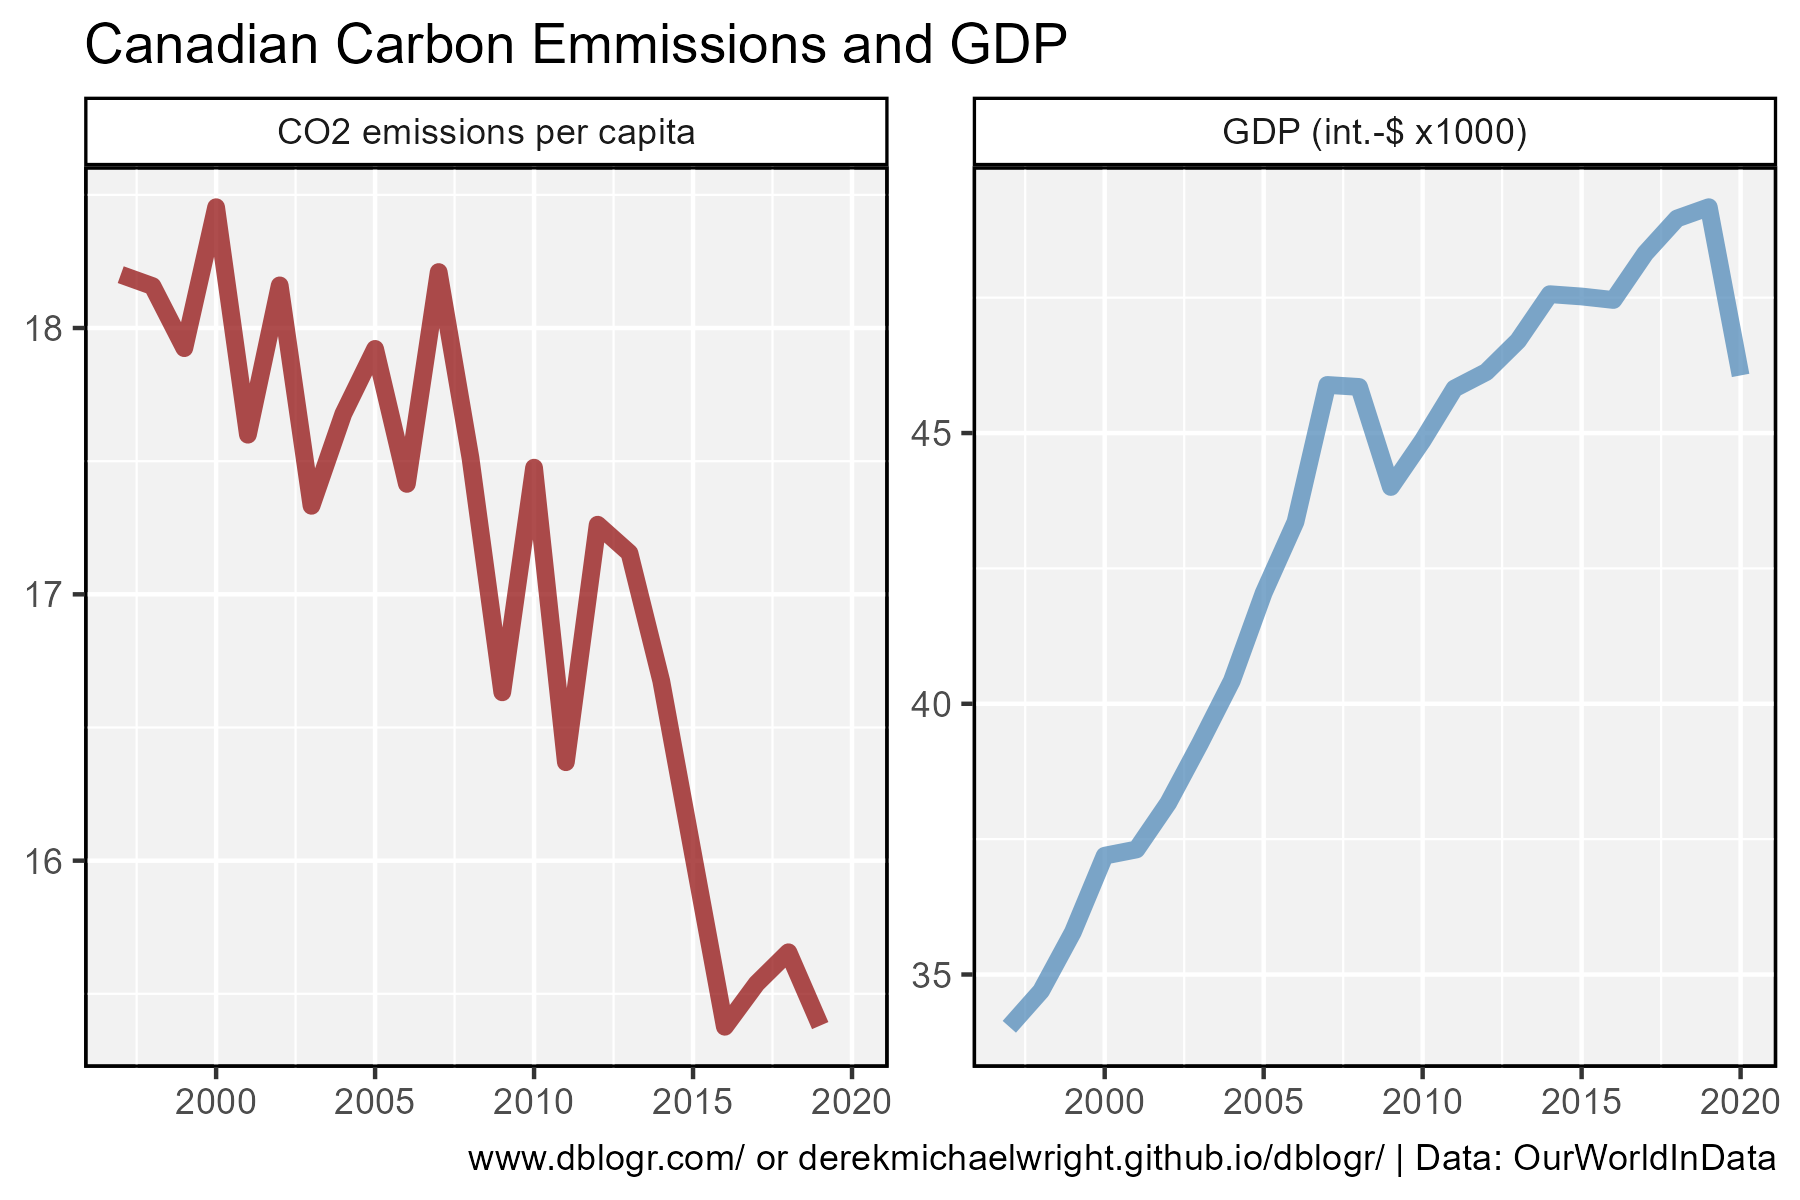 Canadian Carbon Emmissions and GDP
CO2 emissions per capita
GDP (int.-$ x1000)
18
17
16
45
40
35
2000 2005 2010 2015 2020
2000 2005 2010 2015 2020
www.dblogr.com/ or derekmichaelwright.github.io/dblogr/ | Data: OurWorldInData